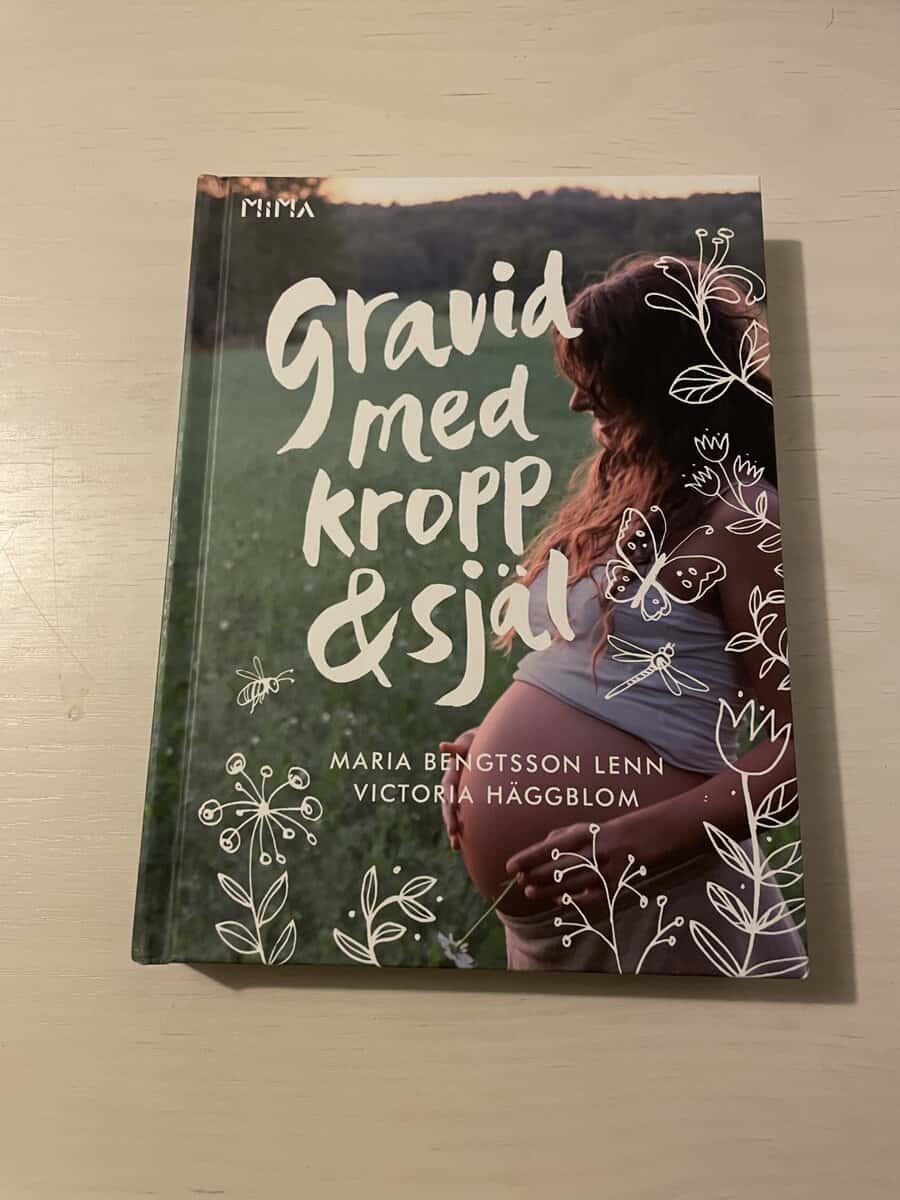 MiMA
gravid
med
kropp
&själ
MARIA BENGTSSON LENN
VICTORIA HÄGGBLOM